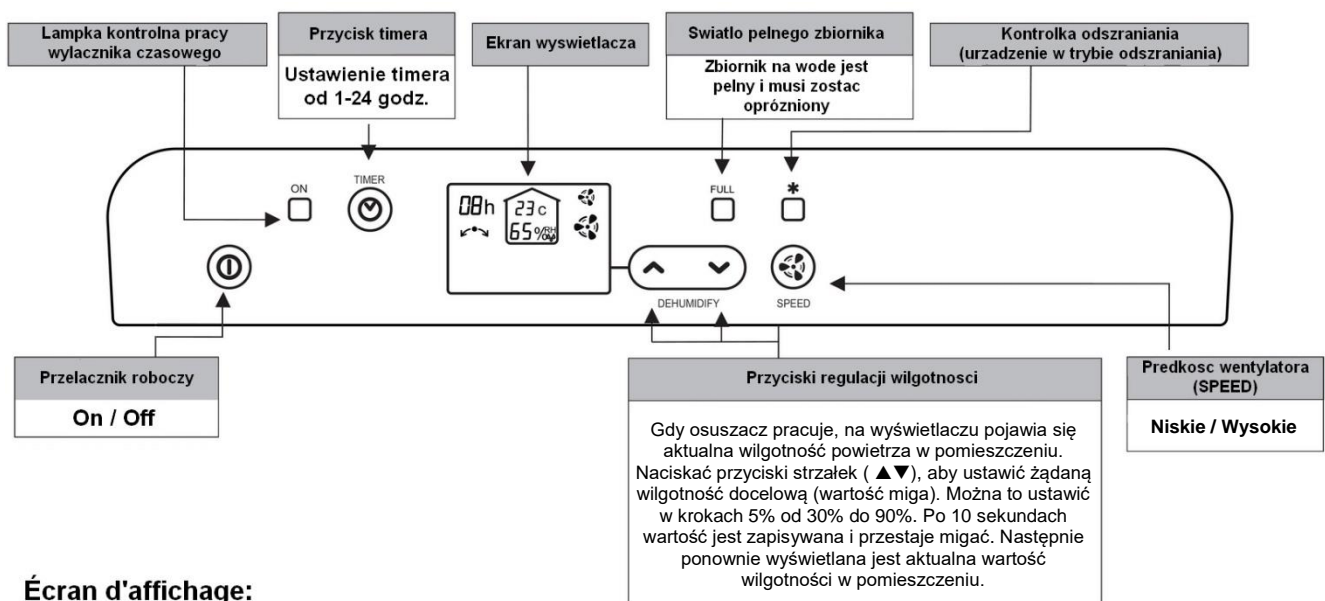 Lampka kontrolna pracy
wylacznika czasowego
Przycisk timera
Ustawienie timera
od 1-24 godz.
Ekran wyswietlacza
Swiatlo pelnego zbiornika
Zbiornik na wode jest
pelny i musi zostac
oprózniony
Kontrolka odszraniania
(urzadzenie w trybie odszraniania)
ON
TIMER
08h
23c
65%RH
FULL
*
DEHUMIDIFY
SPEED
Przelacznik roboczy
On / Off
Przyciski regulacji wilgotnosci
Gdy osuszacz pracuje, na wyświetlaczu pojawia się
aktualna wilgotność powietrza w pomieszczeniu.
Naciskać przyciski strzałek ( ▲▼), aby ustawić żądaną
wilgotność docelową (wartość miga). Można to ustawić
w krokach 5% od 30% do 90%. Po 10 sekundach
wartość jest zapisywana i przestaje migać. Następnie
ponownie wyświetlana jest aktualna wartość
wilgotności w pomieszczeniu.
Predkosc wentylatora
(SPEED)
Niskie / Wysokie
Écran d'affichage: